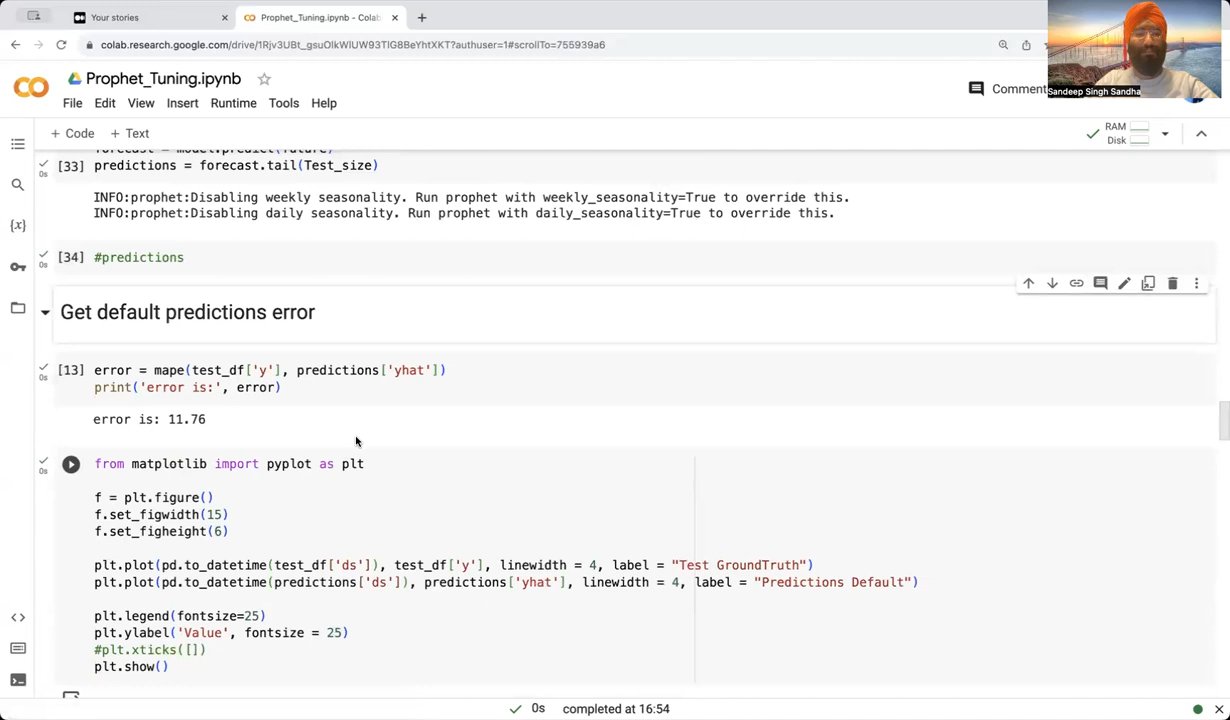 Your stories
Prophet_Tuning.ipynb - Colab
colab.research.google.com/drive/1Rjv3UBt_gsuOlkWlUW93TlG8BeYhtXKT?authuser=1#scrollTo=755939a6
Prophet_Tuning.ipynb
File Edit View Insert Runtime Tools Help
Comment
Sandeep Singh Sandha
+ Code + Text
RAM
Disk
[33] predictions = forecast.tail(Test_size)
0s
INFO:prophet:Disabling weekly seasonality. Run prophet with weekly_seasonality=True to override this.
INFO:prophet:Disabling daily seasonality. Run prophet with daily_seasonality=True to override this.
[34] #predictions
0s
Get default predictions error
[13] error = mape(test_df['y'], predictions['yhat'])
0s
print('error is:', error)
error is: 11.76
from matplotlib import pyplot as plt
0s
f = plt.figure()
f.set_figwidth(15)
f.set_figheight(6)
plt.plot(pd.to_datetime(test_df['ds']), test_df['y'], linewidth = 4, label = "Test GroundTruth")
plt.plot(pd.to_datetime(predictions['ds']), predictions['yhat'], linewidth = 4, label = "Predictions Default")
plt.legend(fontsize=25)
plt.ylabel('Value', fontsize = 25)
#plt.xticks([])
plt.show()
0s completed at 16:54